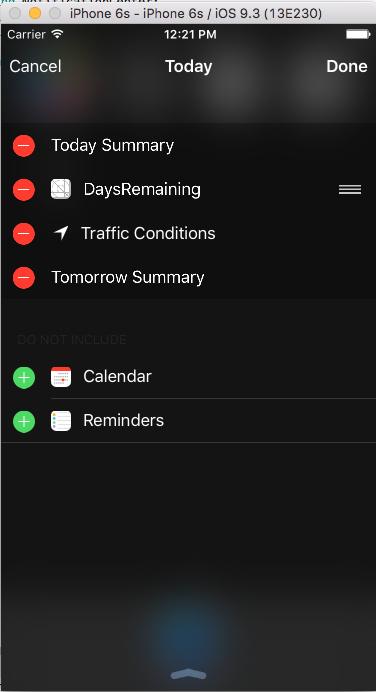 iPhone 6s - iPhone 6s / iOS 9.3 (13E230)
Carrier 12:21 PM
Cancel Today Done
Today Summary
DaysRemaining
Traffic Conditions
Tomorrow Summary
DO NOT INCLUDE
Calendar
Reminders